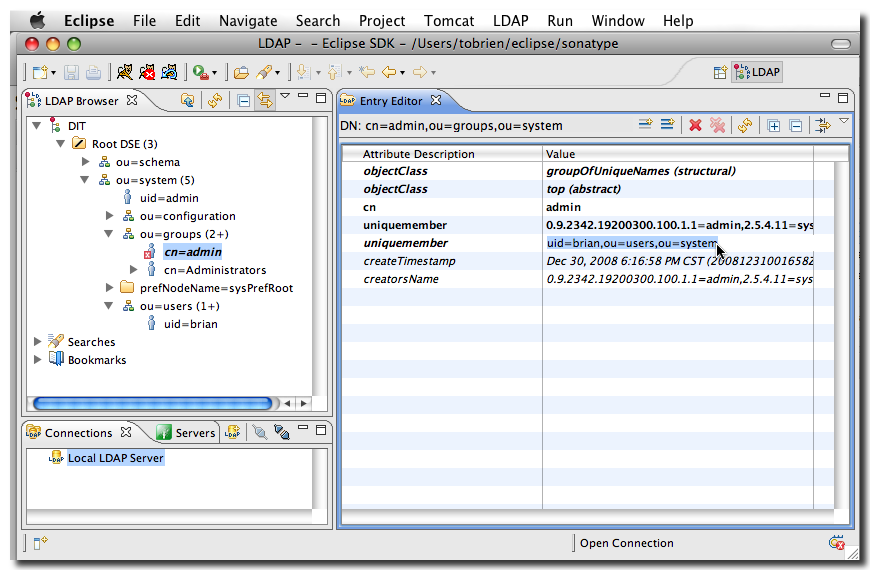 Eclipse File Edit Navigate Search Project Tomcat LDAP Run Window Help
LDAP – – Eclipse SDK – /Users/tobrien/eclipse/sonatype
LDAP
LDAP Browser
DIT
Root DSE (3)
ou=schema
ou=system (5)
uid=admin
ou=configuration
ou=groups (2+)
cn=admin
cn=Administrators
prefNodeName=sysPrefRoot
ou=users (1+)
uid=brian
Searches
Bookmarks
Connections Servers
Local LDAP Server
Entry Editor
DN: cn=admin,ou=groups,ou=system
Attribute Description Value
objectClass groupOfUniqueNames (structural)
objectClass top (abstract)
cn admin
uniquemember 0.9.2342.19200300.100.1.1=admin,2.5.4.11=sys
uniquemember uid=brian,ou=users,ou=system
createTimestamp Dec 30, 2008 6:16:58 PM CST (20081231001658Z
creatorsName 0.9.2342.19200300.100.1.1=admin,2.5.4.11=sys
Open Connection